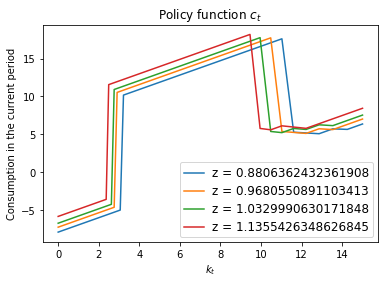 Policy function c_t
Consumption in the current period
15
10
5
0
−5
0
2
4
6
8
10
12
14
k_t
z = 0.8806362432361908
z = 0.9680550891103413
z = 1.0329990630171848
z = 1.1355426348626845